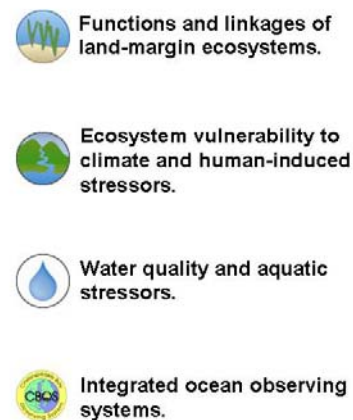 Functions and linkages of
land-margin ecosystems.
Ecosystem vulnerability to
climate and human-induced
stressors.
Water quality and aquatic
stressors.
CBOS
Integrated ocean observing
systems.